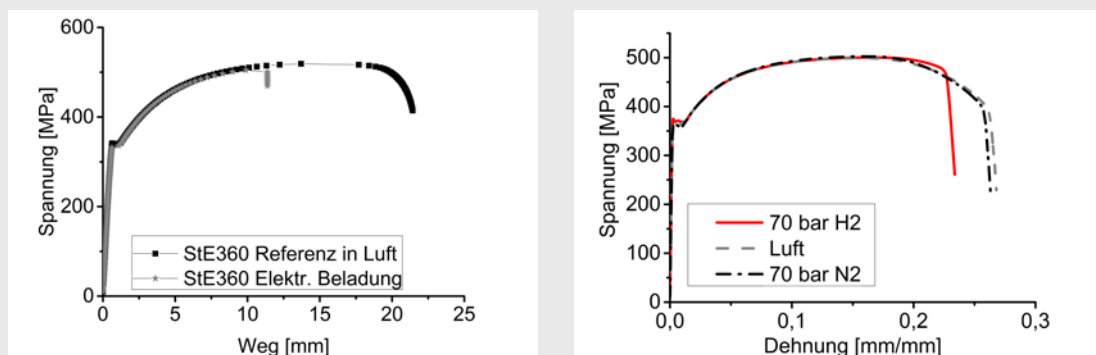 600
400
200
0
Spannung [MPa]
StE360 Referenz in Luft
StE360 Elektr. Beladung
0
5
10
15
20
25
Weg [mm]
500
400
300
200
100
0
Spannung [MPa]
70 bar H2
Luft
70 bar N2
0,0
0,1
0,2
0,3
Dehnung [mm/mm]